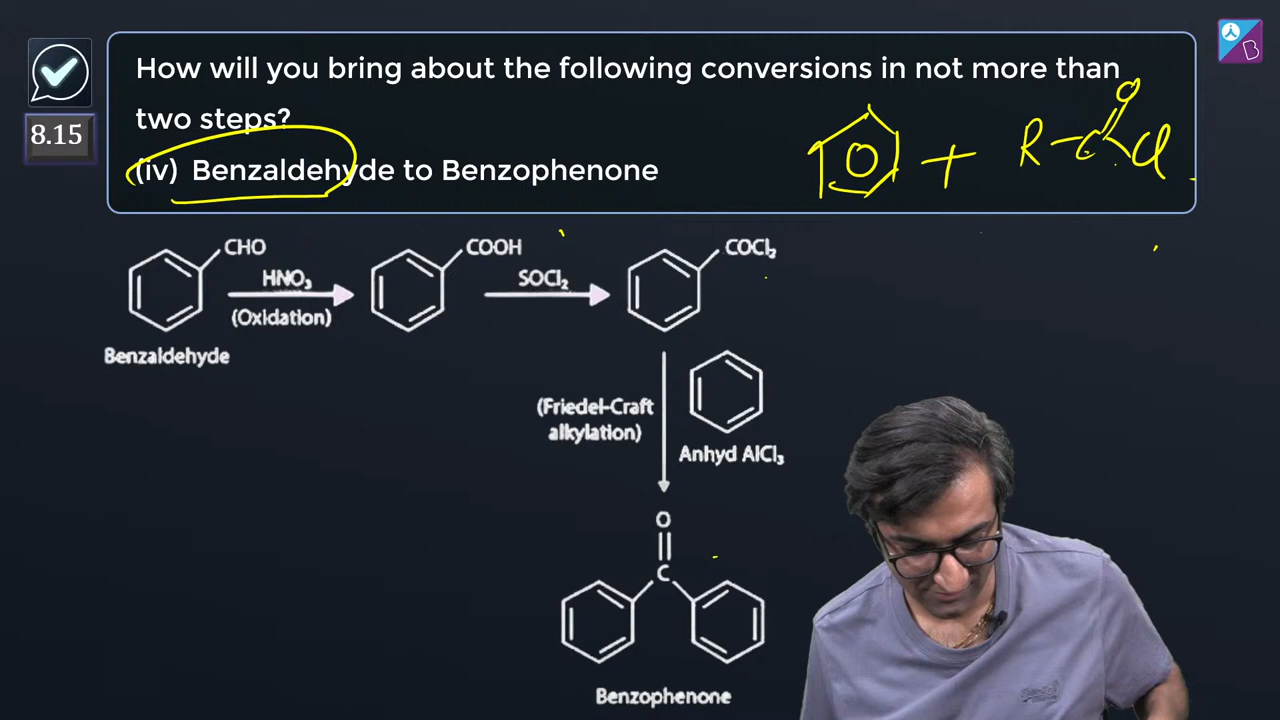 How will you bring about the following conversions in not more than
two steps?
8.15
(iv) Benzaldehyde to Benzophenone
+ R-C
O
Cl
CHO
HNO₃
(Oxidation)
COOH
SOCl₂
COCl₂
Benzaldehyde
(Friedel-Craft
alkylation)
Anhyd AlCl₃
O
C
Benzophenone
B